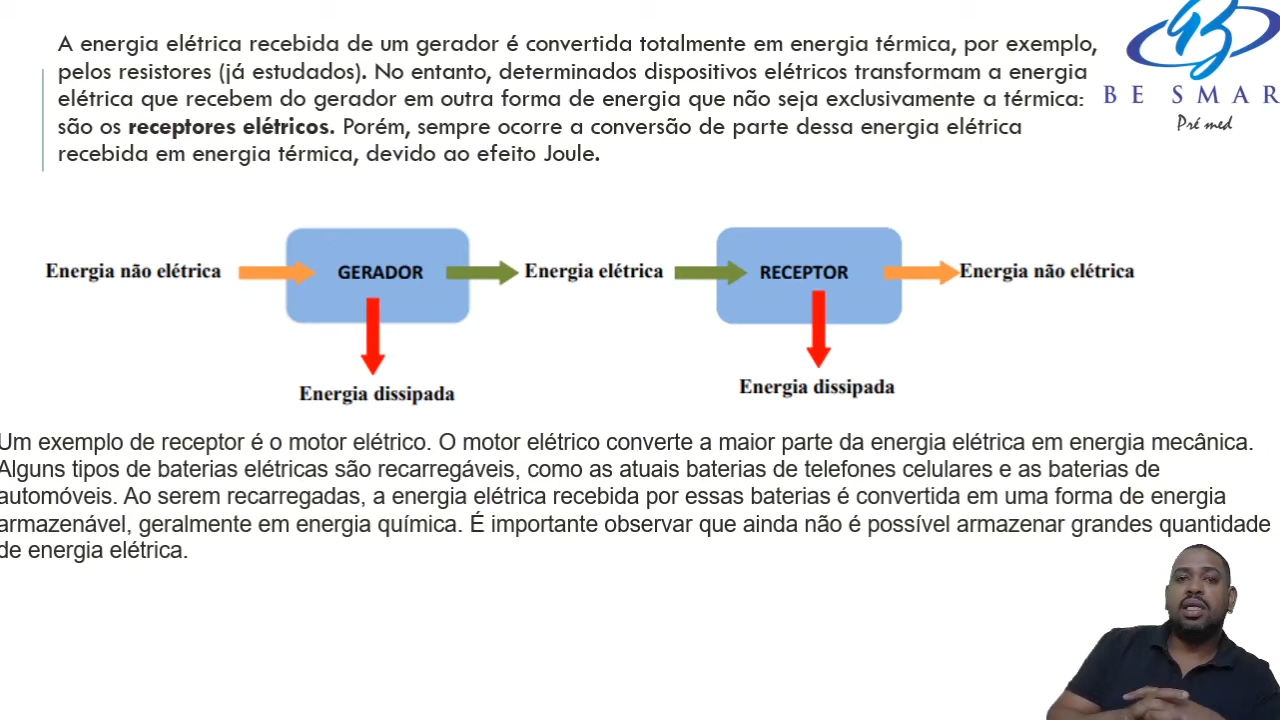 A energia elétrica recebida de um gerador é convertida totalmente em energia térmica, por exemplo,
pelos resistores (já estudados). No entanto, determinados dispositivos elétricos transformam a energia
elétrica que recebem do gerador em outra forma de energia que não seja exclusivamente a térmica:
são os receptores elétricos. Porém, sempre ocorre a conversão de parte dessa energia elétrica
recebida em energia térmica, devido ao efeito Joule.
BE SMAR
Pré med
Energia não elétrica
GERADOR
Energia elétrica
RECEPTOR
Energia não elétrica
Energia dissipada
Energia dissipada
Um exemplo de receptor é o motor elétrico. O motor elétrico converte a maior parte da energia elétrica em energia mecânica.
Alguns tipos de baterias elétricas são recarregáveis, como as atuais baterias de telefones celulares e as baterias de
automóveis. Ao serem recarregadas, a energia elétrica recebida por essas baterias é convertida em uma forma de energia
armazenável, geralmente em energia química. É importante observar que ainda não é possível armazenar grandes quantidade
de energia elétrica.